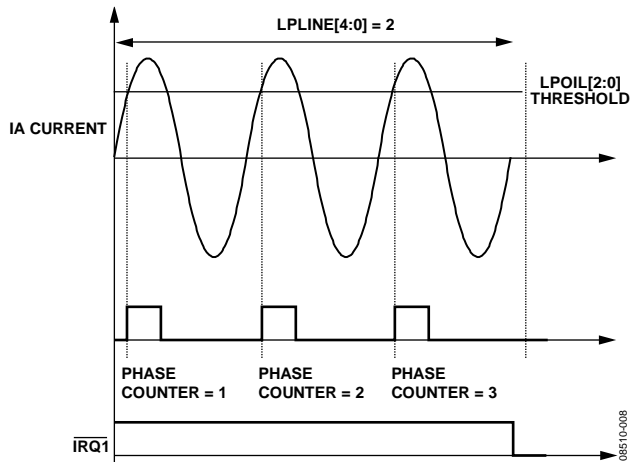 LPLINE[4:0] = 2
LPOIL[2:0]
THRESHOLD
IA CURRENT
PHASE
COUNTER = 1
PHASE
COUNTER = 2
PHASE
COUNTER = 3
IRQ1
08510-008